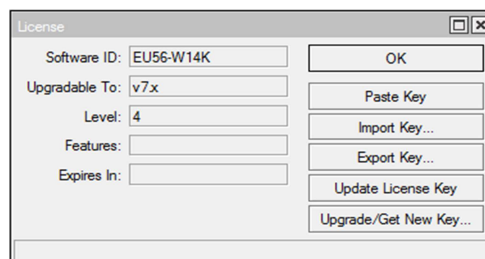 License
Software ID: EU56-W14K
OK
Upgradable To: v7.x
Paste Key
Level: 4
Import Key...
Features:
Export Key...
Expires In:
Update License Key
Upgrade/Get New Key...